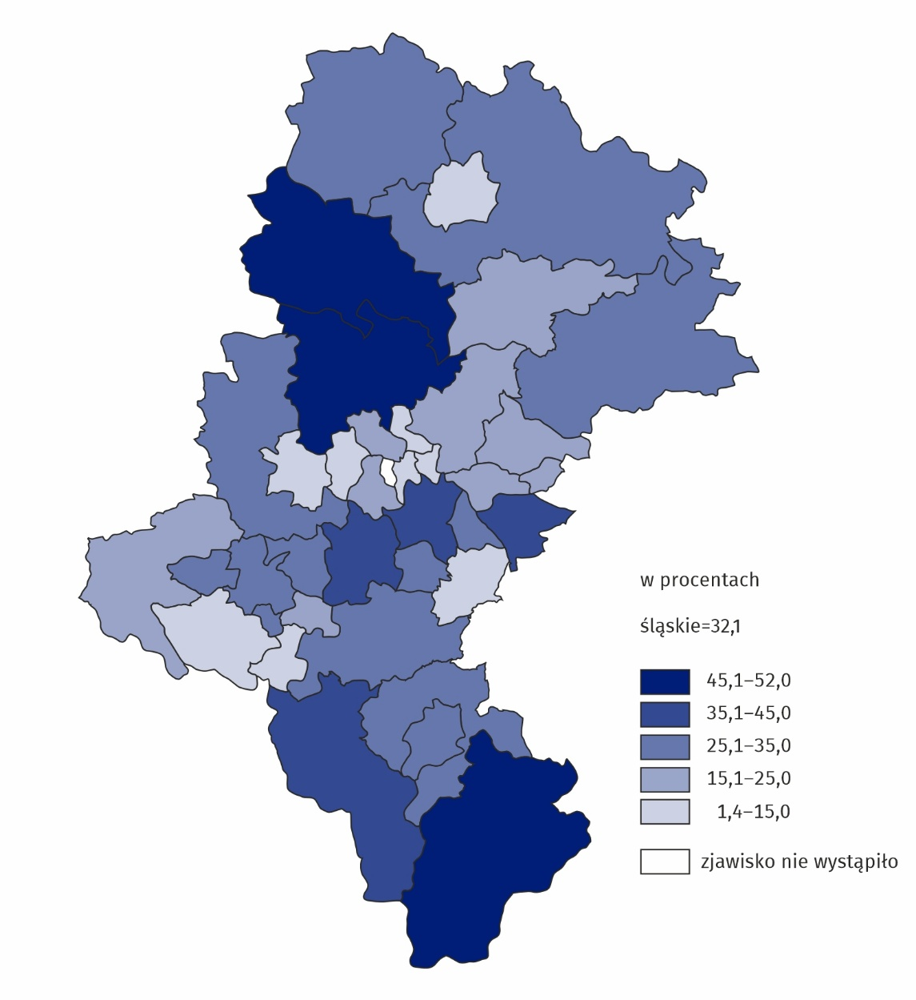 w procentach
śląskie=32,1
45,1–52,0
35,1–45,0
25,1–35,0
15,1–25,0
1,4–15,0
zjawisko nie wystąpiło